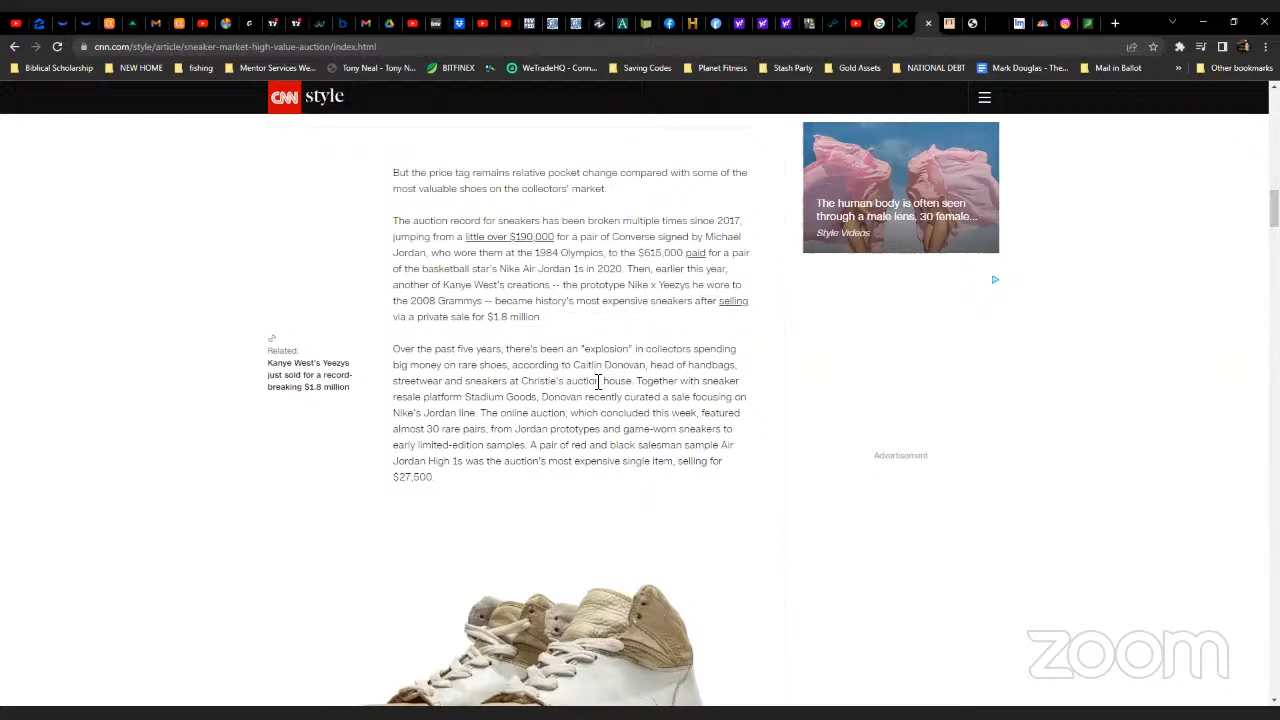 cnn.com/style/article/sneaker-market-high-value-auction/index.html
Biblical Scholarship
NEW HOME
fishing
Mentor Services We...
Tony Neal - Tony N...
BITFINEX
WeTradeHQ - Conn...
Saving Codes
Planet Fitness
Stash Party
Gold Assets
NATIONAL DEBT
Mark Douglas - The...
Mail in Ballot
»
Other bookmarks
CNN style
But the price tag remains relative pocket change compared with some of the
most valuable shoes on the collectors' market.
The auction record for sneakers has been broken multiple times since 2017,
jumping from a little over $190,000 for a pair of Converse signed by Michael
Jordan, who wore them at the 1984 Olympics, to the $615,000 paid for a pair
of the basketball star's Nike Air Jordan 1s in 2020. Then, earlier this year,
another of Kanye West's creations -- the prototype Nike x Yeezys he wore to
the 2008 Grammys -- became history's most expensive sneakers after selling
via a private sale for $1.8 million
Related:
Kanye West's Yeezys
just sold for a record-
breaking $1.8 million
Over the past five years, there's been an "explosion" in collectors spending
big money on rare shoes, according to Caitlin Donovan, head of handbags,
streetwear and sneakers at Christie's auction house. Together with sneaker
resale platform Stadium Goods, Donovan recently curated a sale focusing on
Nike's Jordan line. The online auction, which concluded this week, featured
almost 30 rare pairs, from Jordan prototypes and game-worn sneakers to
early limited-edition samples. A pair of red and black salesman sample Air
Jordan High 1s was the auction's most expensive single item, selling for
$27,500.
The human body is often seen
through a male lens. 30 female...
Style Videos
Advertisement
zoom